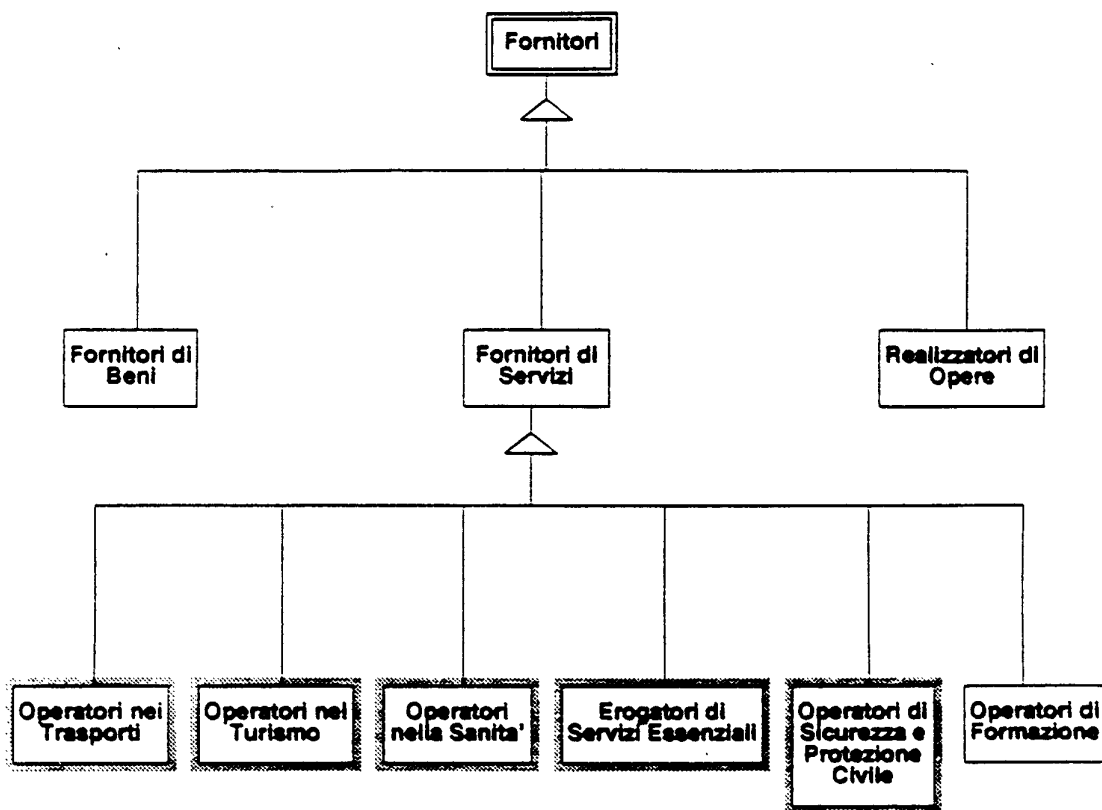 Fornitori
Fornitori di
Beni
Fornitori di
Servizi
Realizzatori di
Opere
Operatori nei
Trasporti
Operatori nel
Turismo
Operatori
nella Sanita'
Erogatori di
Servizi Essenziali
Operatori di
Sicurezza e
Protezione
Civile
Operatori di
Formazione